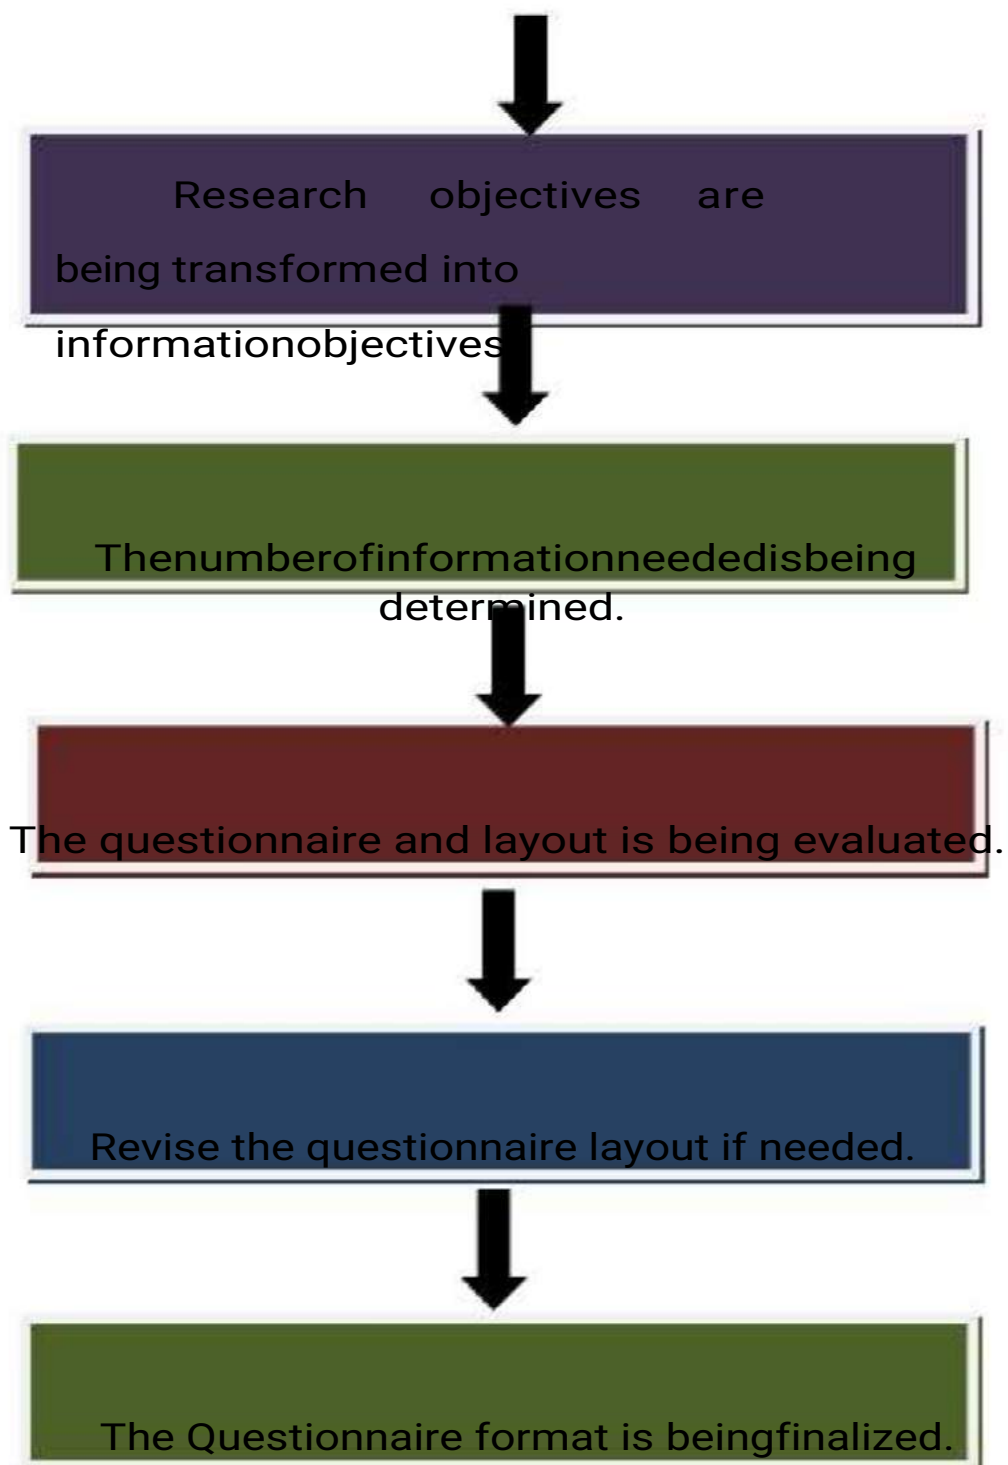 Research objectives are
being transformed into
informationobjectives
Thenumberofinformationneededisbeing
determined.
The questionnaire and layout is being evaluated.
Revise the questionnaire layout if needed.
The Questionnaire format is beingfinalized.